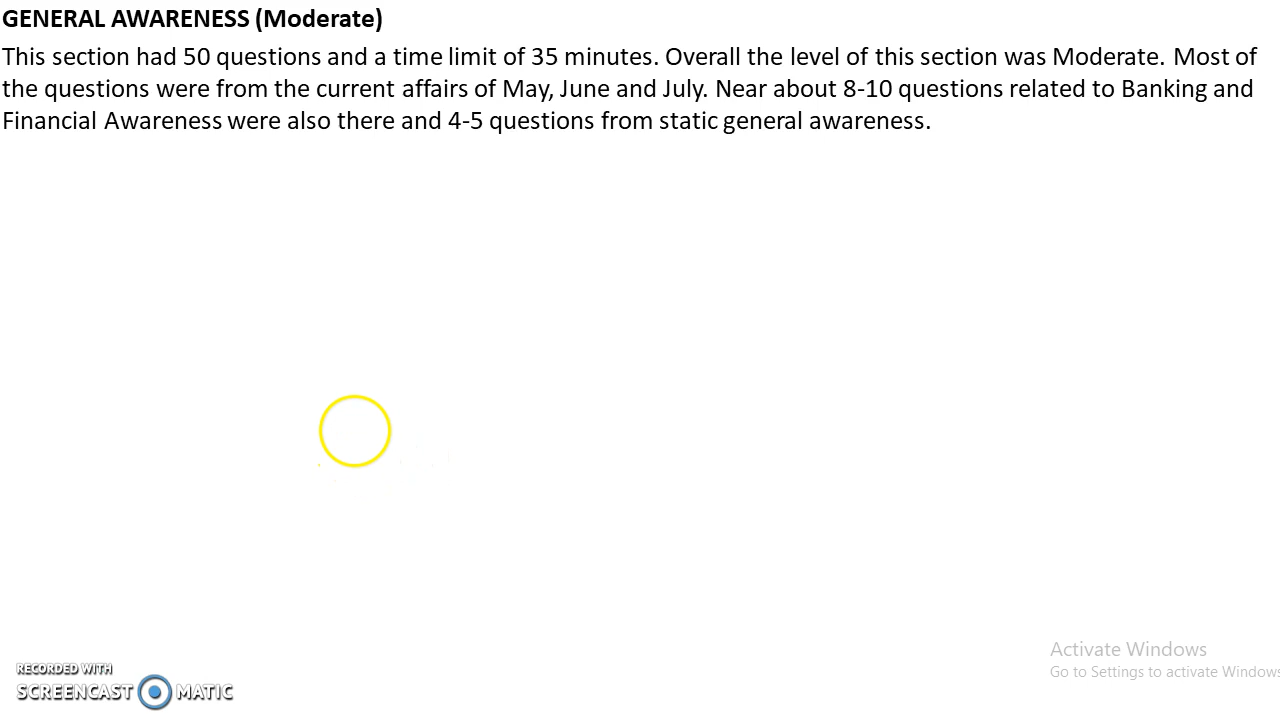 GENERAL AWARENESS (Moderate)
This section had 50 questions and a time limit of 35 minutes. Overall the level of this section was Moderate. Most of
the questions were from the current affairs of May, June and July. Near about 8-10 questions related to Banking and
Financial Awareness were also there and 4-5 questions from static general awareness.
Activate Windows
Go to Settings to activate Windows
RECORDED WITH
SCREENCAST MATIC